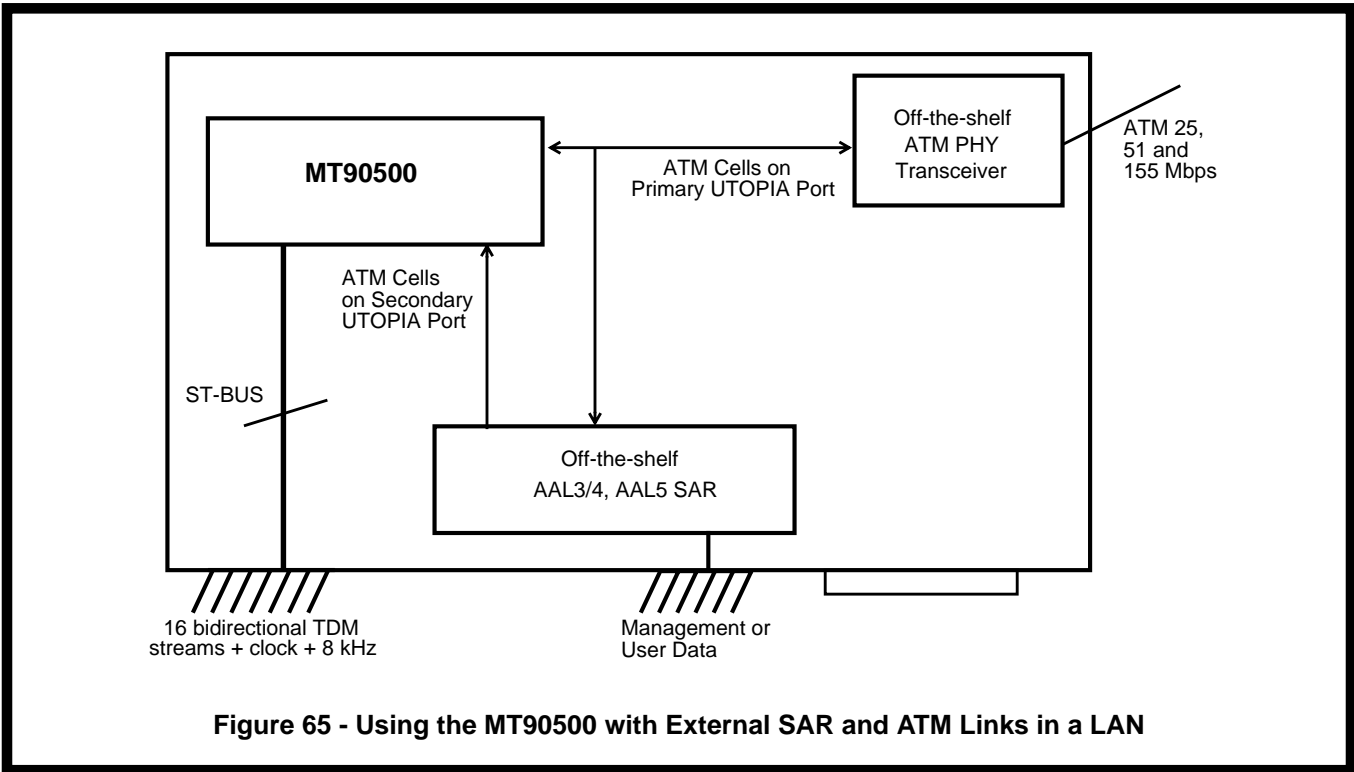 MT90500
Off-the-shelf
ATM PHY
Transceiver
ATM 25,
51 and
155 Mbps
ATM Cells on
Primary UTOPIA Port
ATM Cells
on Secondary
UTOPIA Port
ST-BUS
Off-the-shelf
AAL3/4, AAL5 SAR
16 bidirectional TDM
streams + clock + 8 kHz
Management or
User Data
Figure 65 - Using the MT90500 with External SAR and ATM Links in a LAN